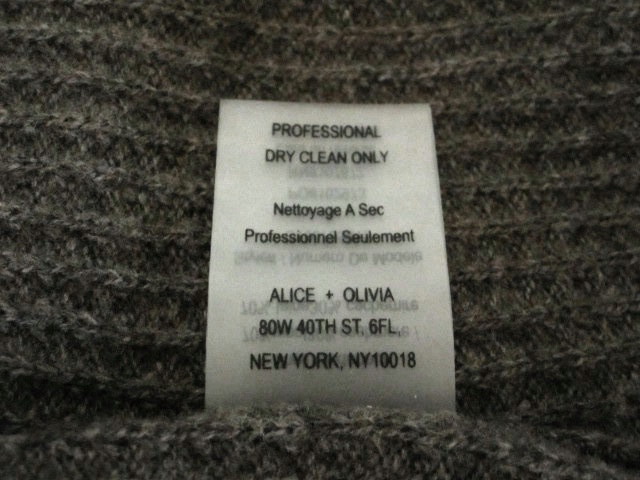 PROFESSIONAL
DRY CLEAN ONLY
Nettoyage A Sec
Professionnel Seulement
ALICE + OLIVIA
80W 40TH ST, 6FL,
NEW YORK, NY10018